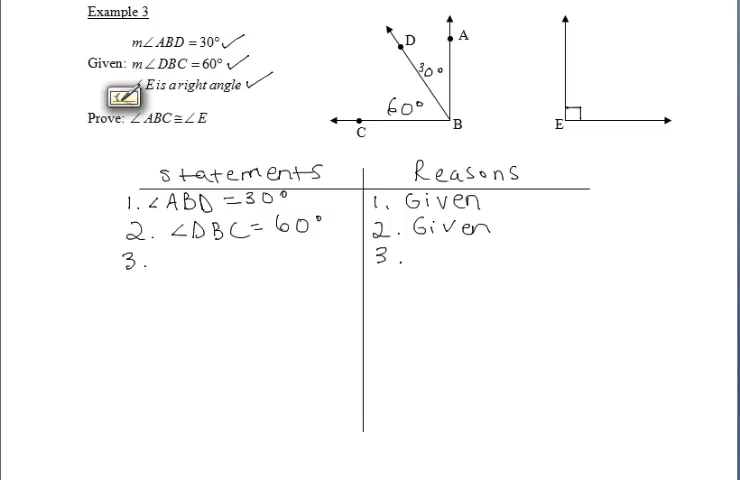 Example 3
m∠ABD = 30°
Given: m∠DBC = 60°
E is a right angle
Prove: ∠ABC ≅ ∠E
D
A
30°
60°
C
B
E
Statements
Reasons
1. ∠ABD = 30°
1. Given
2. ∠DBC = 60°
2. Given
3.
3.